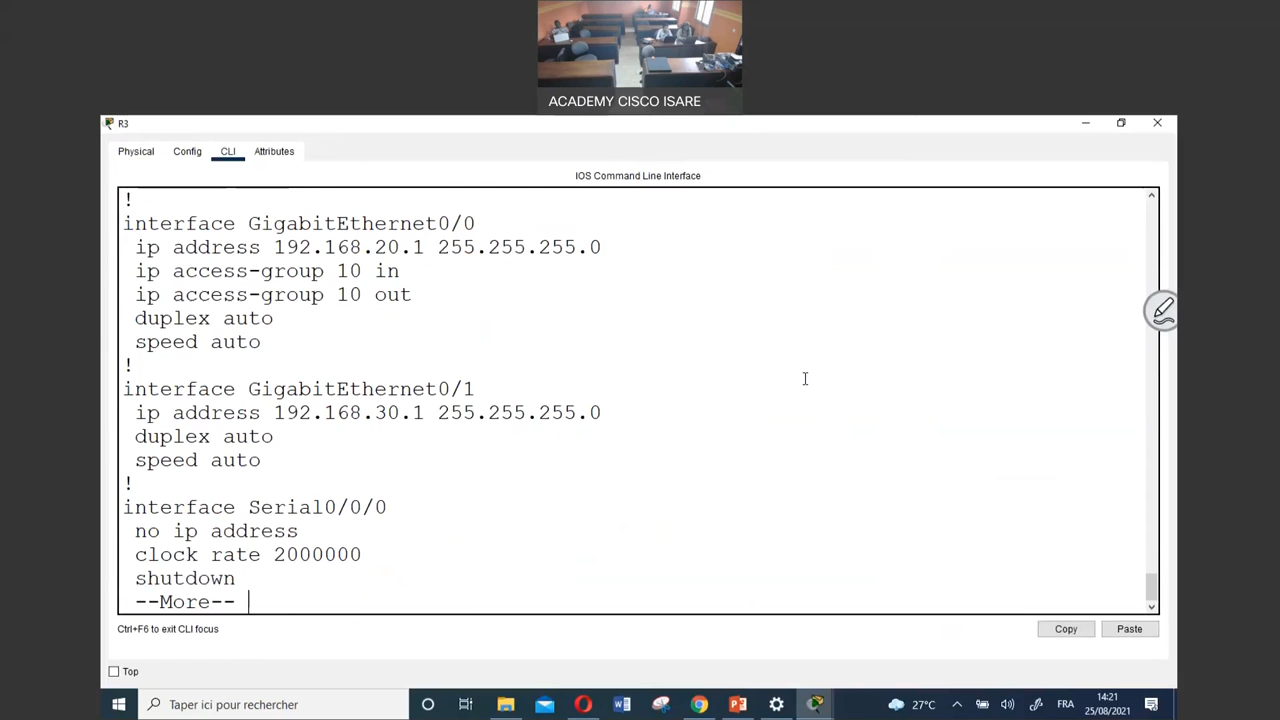 ACADEMY CISCO ISARE
R3
Physical Config CLI Attributes
IOS Command Line Interface
!
interface GigabitEthernet0/0
ip address 192.168.20.1 255.255.255.0
ip access-group 10 in
ip access-group 10 out
duplex auto
speed auto
!
interface GigabitEthernet0/1
ip address 192.168.30.1 255.255.255.0
duplex auto
speed auto
!
interface Serial0/0/0
no ip address
clock rate 2000000
shutdown
--More--
Ctrl+F6 to exit CLI focus
Copy Paste
Top
Taper ici pour rechercher
27°C
FRA
14:21
25/08/2021